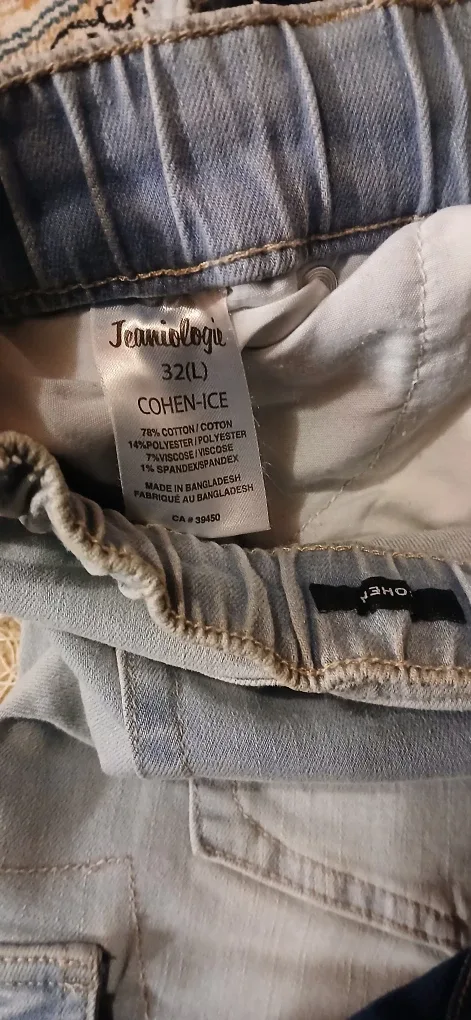 Jeaniologie
32(L)
COHEN-ICE
78% COTTON / COTON
14%POLYESTER / POLYESTER
7%VISCOSE / VISCOSE
1% SPANDEX/SPANDEX
MADE IN BANGLADESH
FABRIQUÉ AU BANGLADESH
CA # 39450